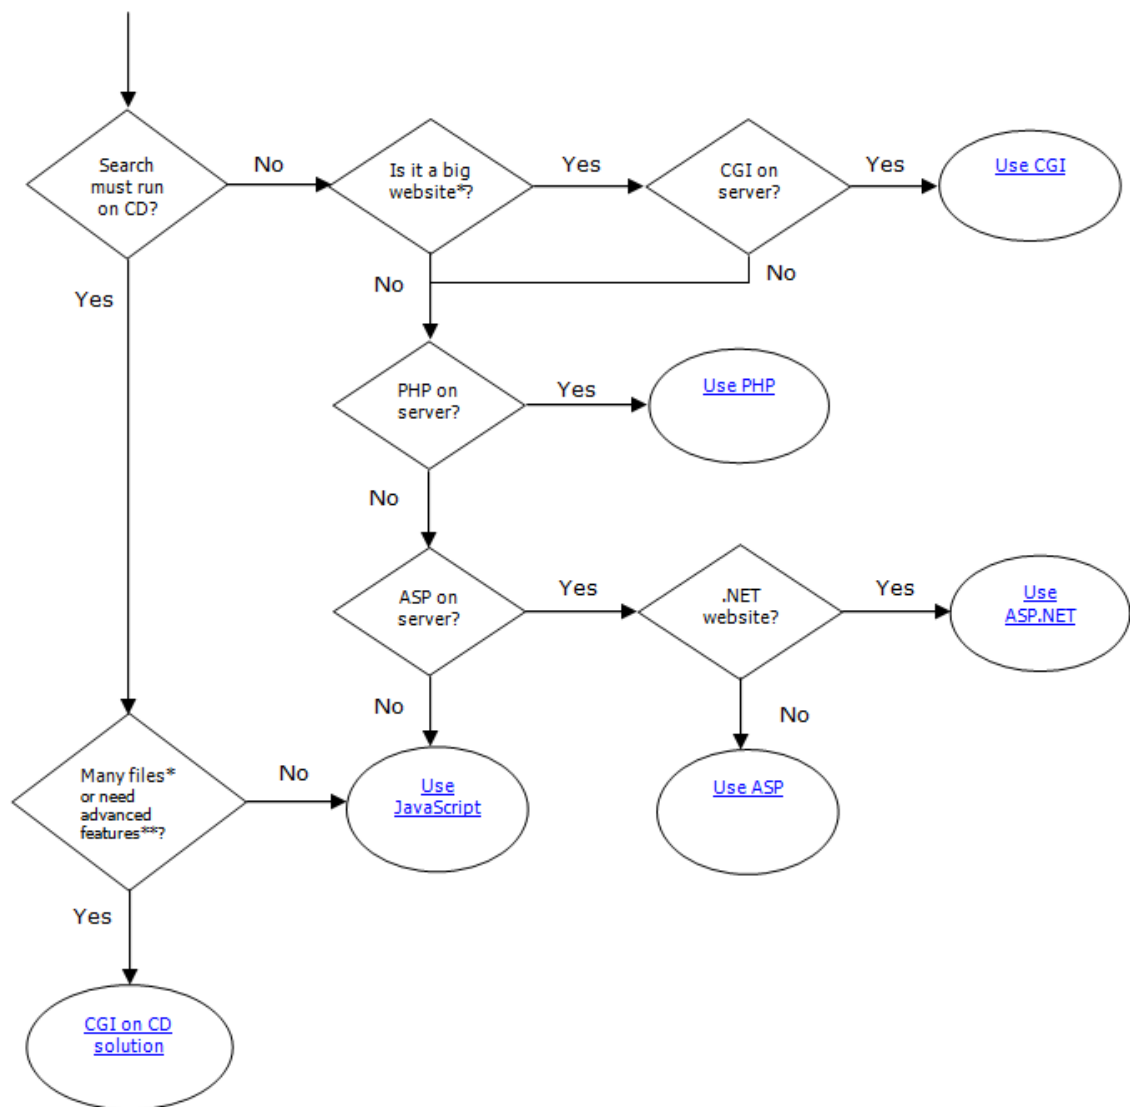 Search
must run
on CD?
No
Is it a big
website*?
Yes
CGI on
server?
Yes
Use CGI
Yes
No
No
PHP on
server?
Yes
Use PHP
No
ASP on
server?
Yes
.NET
website?
Yes
Use
ASP.NET
No
No
Many files*
or need
advanced
features**?
No
Use
JavaScript
Use ASP
Yes
CGI on CD
solution